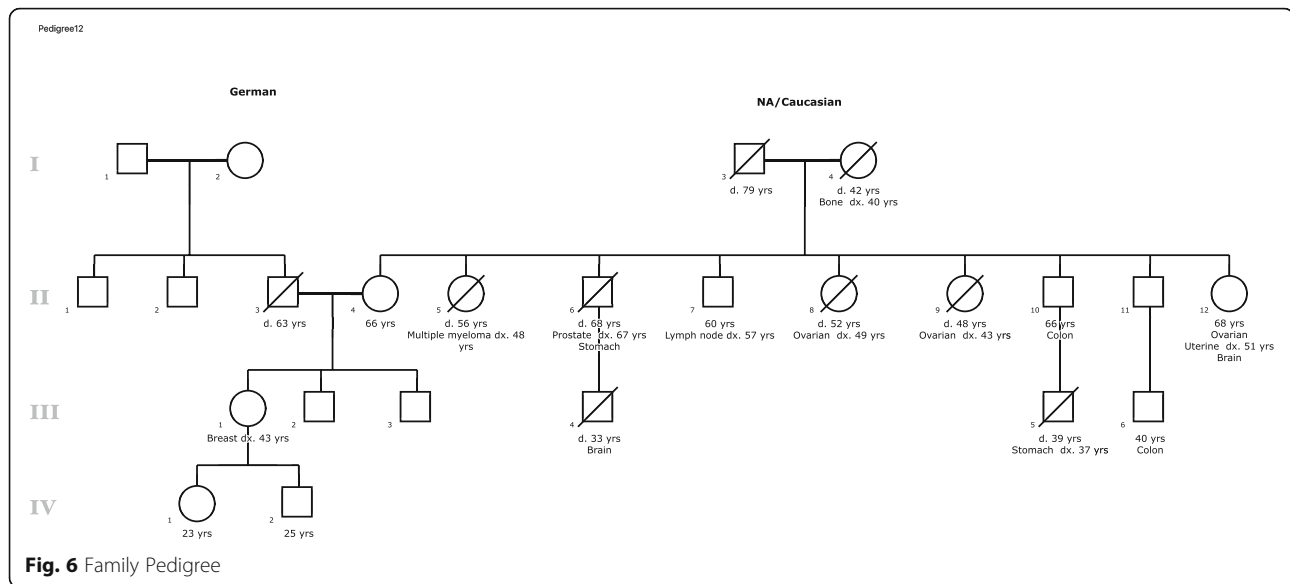 Pedigree12
German
NA/Caucasian
I
1
2
3
4
d. 79 yrs
d. 42 yrs
Bone dx. 40 yrs
II
1
2
3
4
5
6
7
8
9
10
11
12
d. 63 yrs
66 yrs
d. 56 yrs
Multiple myeloma dx. 48
yrs
d. 68 yrs
Prostate dx. 67 yrs
Stomach
60 yrs
Lymph node dx. 57 yrs
d. 52 yrs
Ovarian dx. 49 yrs
d. 48 yrs
Ovarian dx. 43 yrs
66 yrs
Colon
68 yrs
Ovarian
Uterine dx. 51 yrs
Brain
III
1
2
3
4
5
6
Breast dx. 43 yrs
d. 33 yrs
Brain
d. 39 yrs
Stomach dx. 37 yrs
40 yrs
Colon
IV
1
2
23 yrs
25 yrs
Fig. 6 Family Pedigree